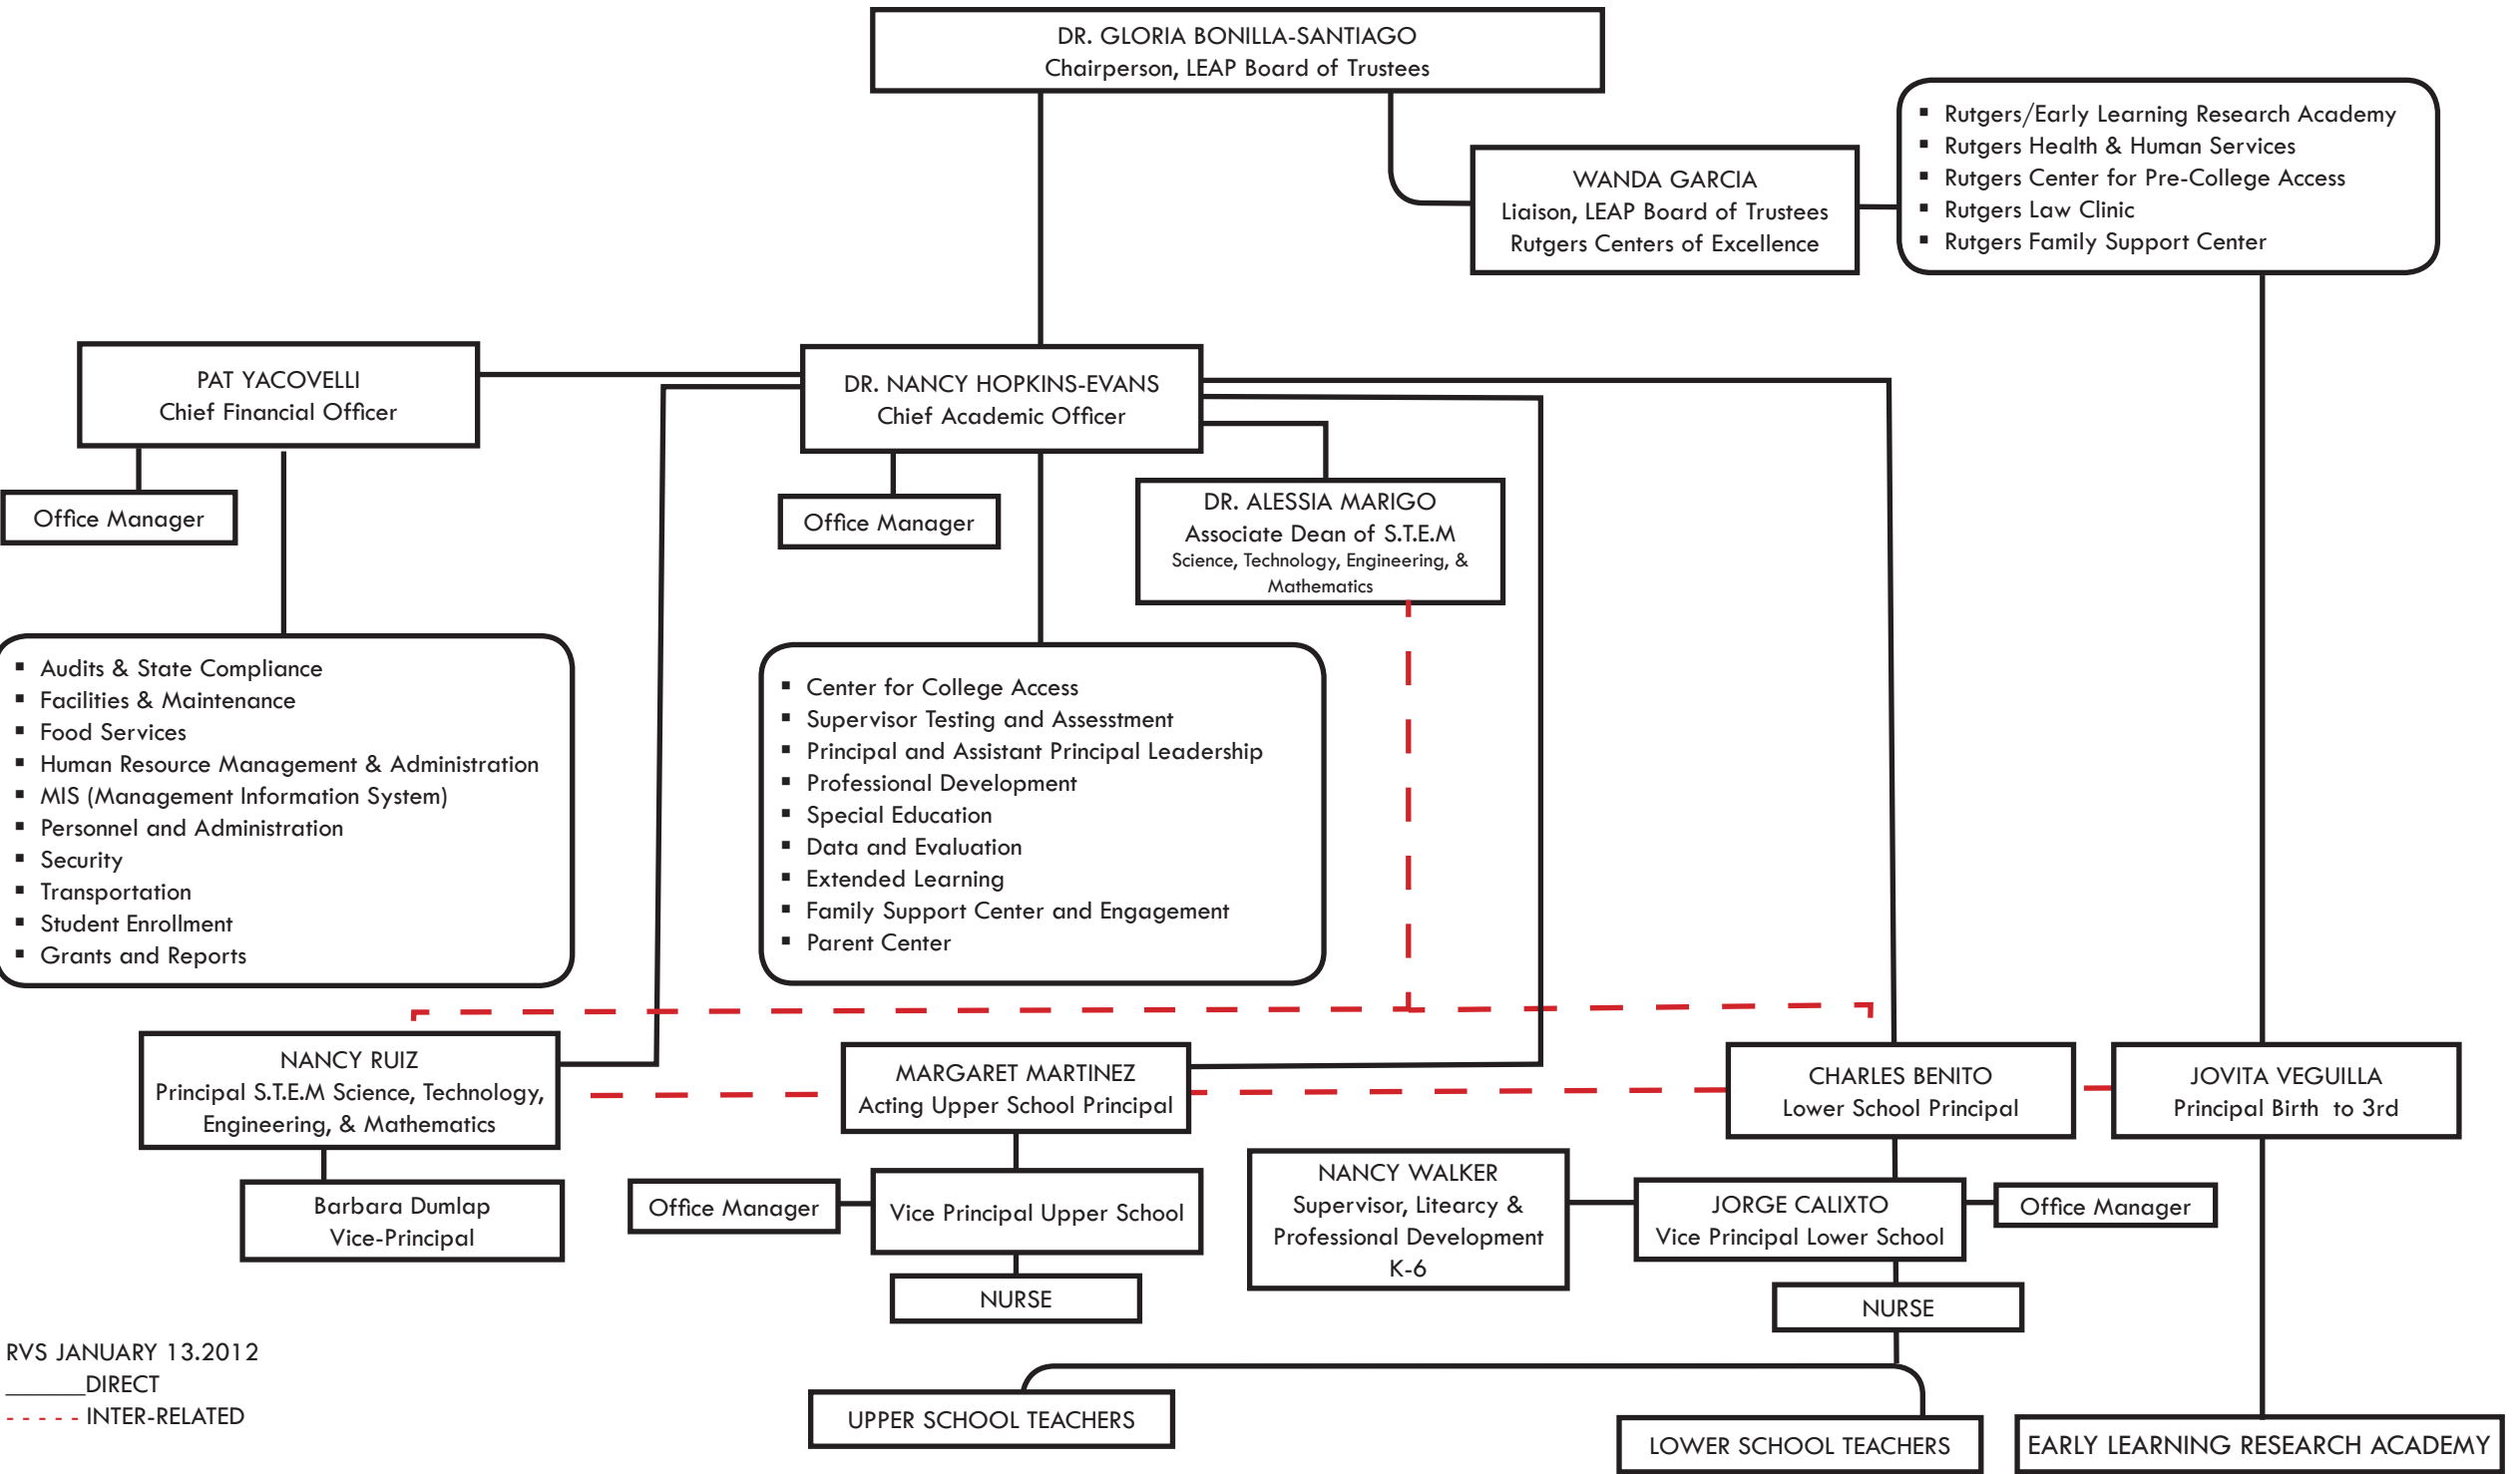 DR. GLORIA BONILLA-SANTIAGO
Chairperson, LEAP Board of Trustees
WANDA GARCIA
Liaison, LEAP Board of Trustees
Rutgers Centers of Excellence
▪ Rutgers/Early Learning Research Academy
▪ Rutgers Health & Human Services
▪ Rutgers Center for Pre-College Access
▪ Rutgers Law Clinic
▪ Rutgers Family Support Center
PAT YACOVELLI
Chief Financial Officer
Office Manager
DR. NANCY HOPKINS-EVANS
Chief Academic Officer
Office Manager
DR. ALESSIA MARIGO
Associate Dean of S.T.E.M
Science, Technology, Engineering, &
Mathematics
▪ Audits & State Compliance
▪ Facilities & Maintenance
▪ Food Services
▪ Human Resource Management & Administration
▪ MIS (Management Information System)
▪ Personnel and Administration
▪ Security
▪ Transportation
▪ Student Enrollment
▪ Grants and Reports
▪ Center for College Access
▪ Supervisor Testing and Assesstment
▪ Principal and Assistant Principal Leadership
▪ Professional Development
▪ Special Education
▪ Data and Evaluation
▪ Extended Learning
▪ Family Support Center and Engagement
▪ Parent Center
NANCY RUIZ
Principal S.T.E.M Science, Technology,
Engineering, & Mathematics
Barbara Dumlap
Vice-Principal
MARGARET MARTINEZ
Acting Upper School Principal
Office Manager
Vice Principal Upper School
NURSE
CHARLES BENITO
Lower School Principal
JOVITA VEGUILLA
Principal Birth to 3rd
NANCY WALKER
Supervisor, Litearcy &
Professional Development
K-6
JORGE CALIXTO
Vice Principal Lower School
Office Manager
NURSE
UPPER SCHOOL TEACHERS
LOWER SCHOOL TEACHERS
EARLY LEARNING RESEARCH ACADEMY
RVS JANUARY 13.2012
______DIRECT
- - - - - INTER-RELATED